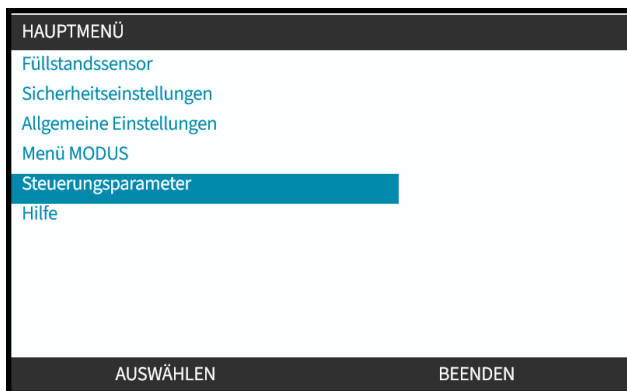 HAUPTMENÜ
Füllstandssensor
Sicherheitseinstellungen
Allgemeine Einstellungen
Menü MODUS
Steuerungsparameter
Hilfe
AUSWÄHLEN BEENDEN